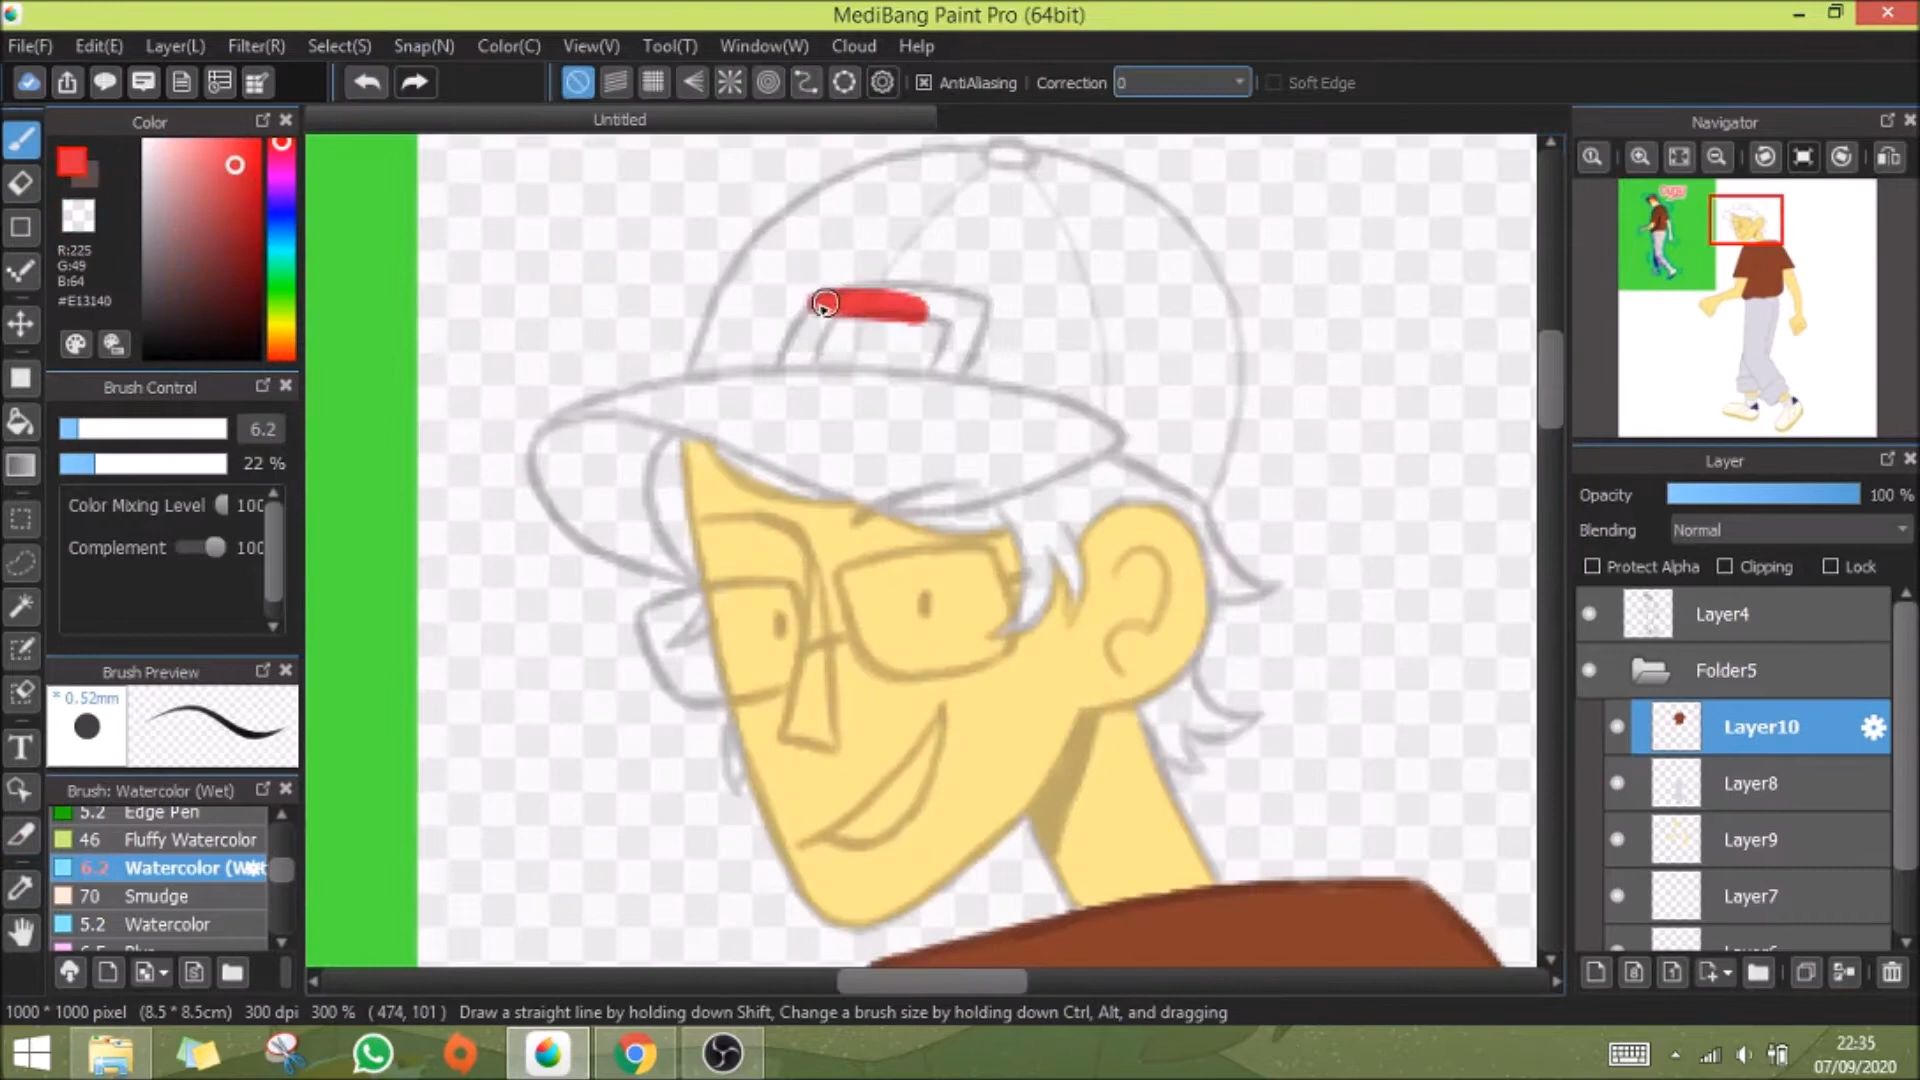 MediBang Paint Pro (64bit)
File(F) Edit(E) Layer(L) Filter(R) Select(S) Snap(N) Color(C) View(V) Tool(T) Window(W) Cloud Help
AntiAliasing Correction 0 Soft Edge
Color
Untitled
Navigator
R:225
G:49
B:64
#E13140
Brush Control
6.2
22 %
Color Mixing Level 100
Complement 100
Brush Preview
* 0.52mm
Brush: Watercolor (Wet)
5.2 Edge Pen
46 Fluffy Watercolor
6.2 Watercolor (Wet
70 Smudge
5.2 Watercolor
Layer
Opacity 100 %
Blending Normal
Protect Alpha Clipping Lock
Layer4
Folder5
Layer10
Layer8
Layer9
Layer7
1000 * 1000 pixel (8.5 * 8.5cm) 300 dpi 300 % ( 474, 101 ) Draw a straight line by holding down Shift, Change a brush size by holding down Ctrl, Alt, and dragging
22:35
07/09/2020